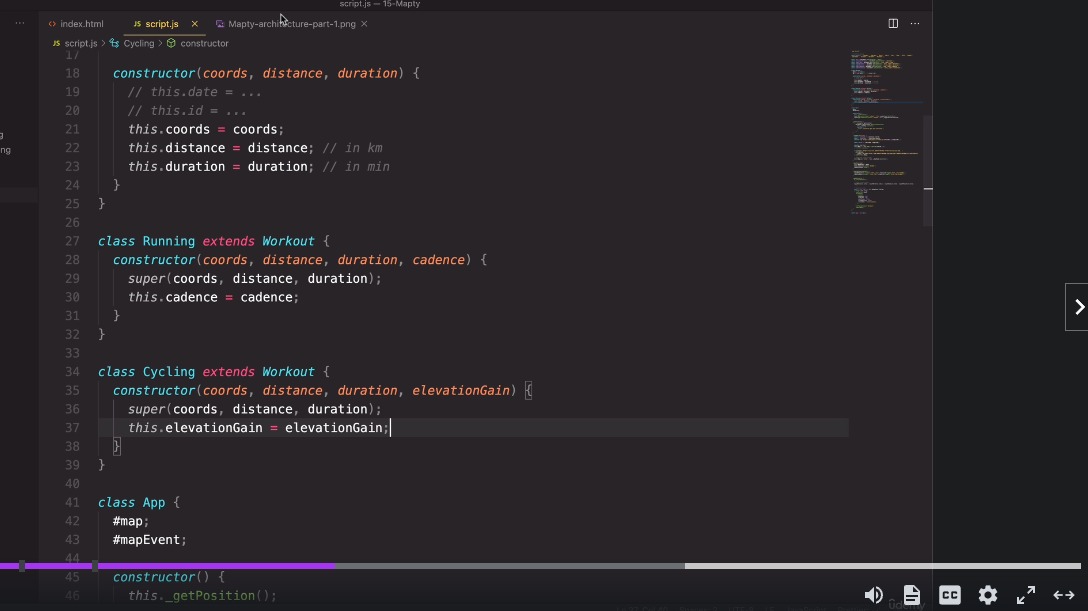 script.js — 15-Mapty
... <> index.html JS script.js × Mapty-architecture-part-1.png × ...
JS script.js > Cycling > constructor
17
18 constructor(coords, distance, duration) {
19 // this.date = ...
20 // this.id = ...
21 this.coords = coords;
22 this.distance = distance; // in km
23 this.duration = duration; // in min
24 }
25 }
26
27 class Running extends Workout {
28 constructor(coords, distance, duration, cadence) {
29 super(coords, distance, duration);
30 this.cadence = cadence;
31 }
32 }
33
34 class Cycling extends Workout {
35 constructor(coords, distance, duration, elevationGain) {
36 super(coords, distance, duration);
37 this.elevationGain = elevationGain;
38 }
39 }
40
41 class App {
42 #map;
43 #mapEvent;
44
45 constructor() {
46 this._getPosition();
CC